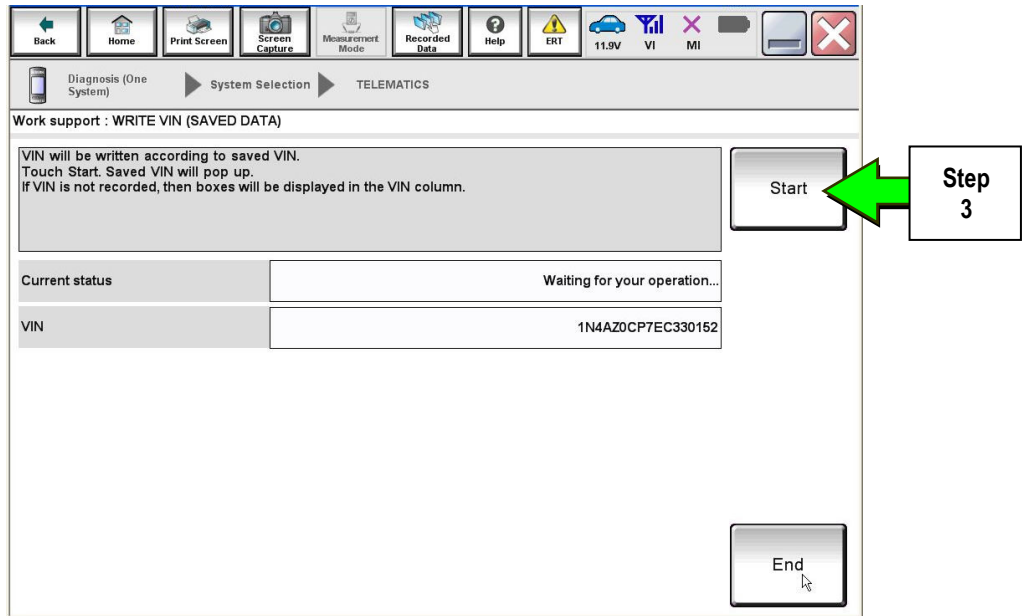 Back
Home
Print Screen
Screen
Capture
Measurement
Mode
Recorded
Data
Help
ERT
11.9V
VI
MI
Diagnosis (One
System)
System Selection
TELEMATICS
Work support : WRITE VIN (SAVED DATA)
VIN will be written according to saved VIN.
Touch Start. Saved VIN will pop up.
If VIN is not recorded, then boxes will be displayed in the VIN column.
Start
Step
3
Current status
Waiting for your operation...
VIN
1N4AZ0CP7EC330152
End